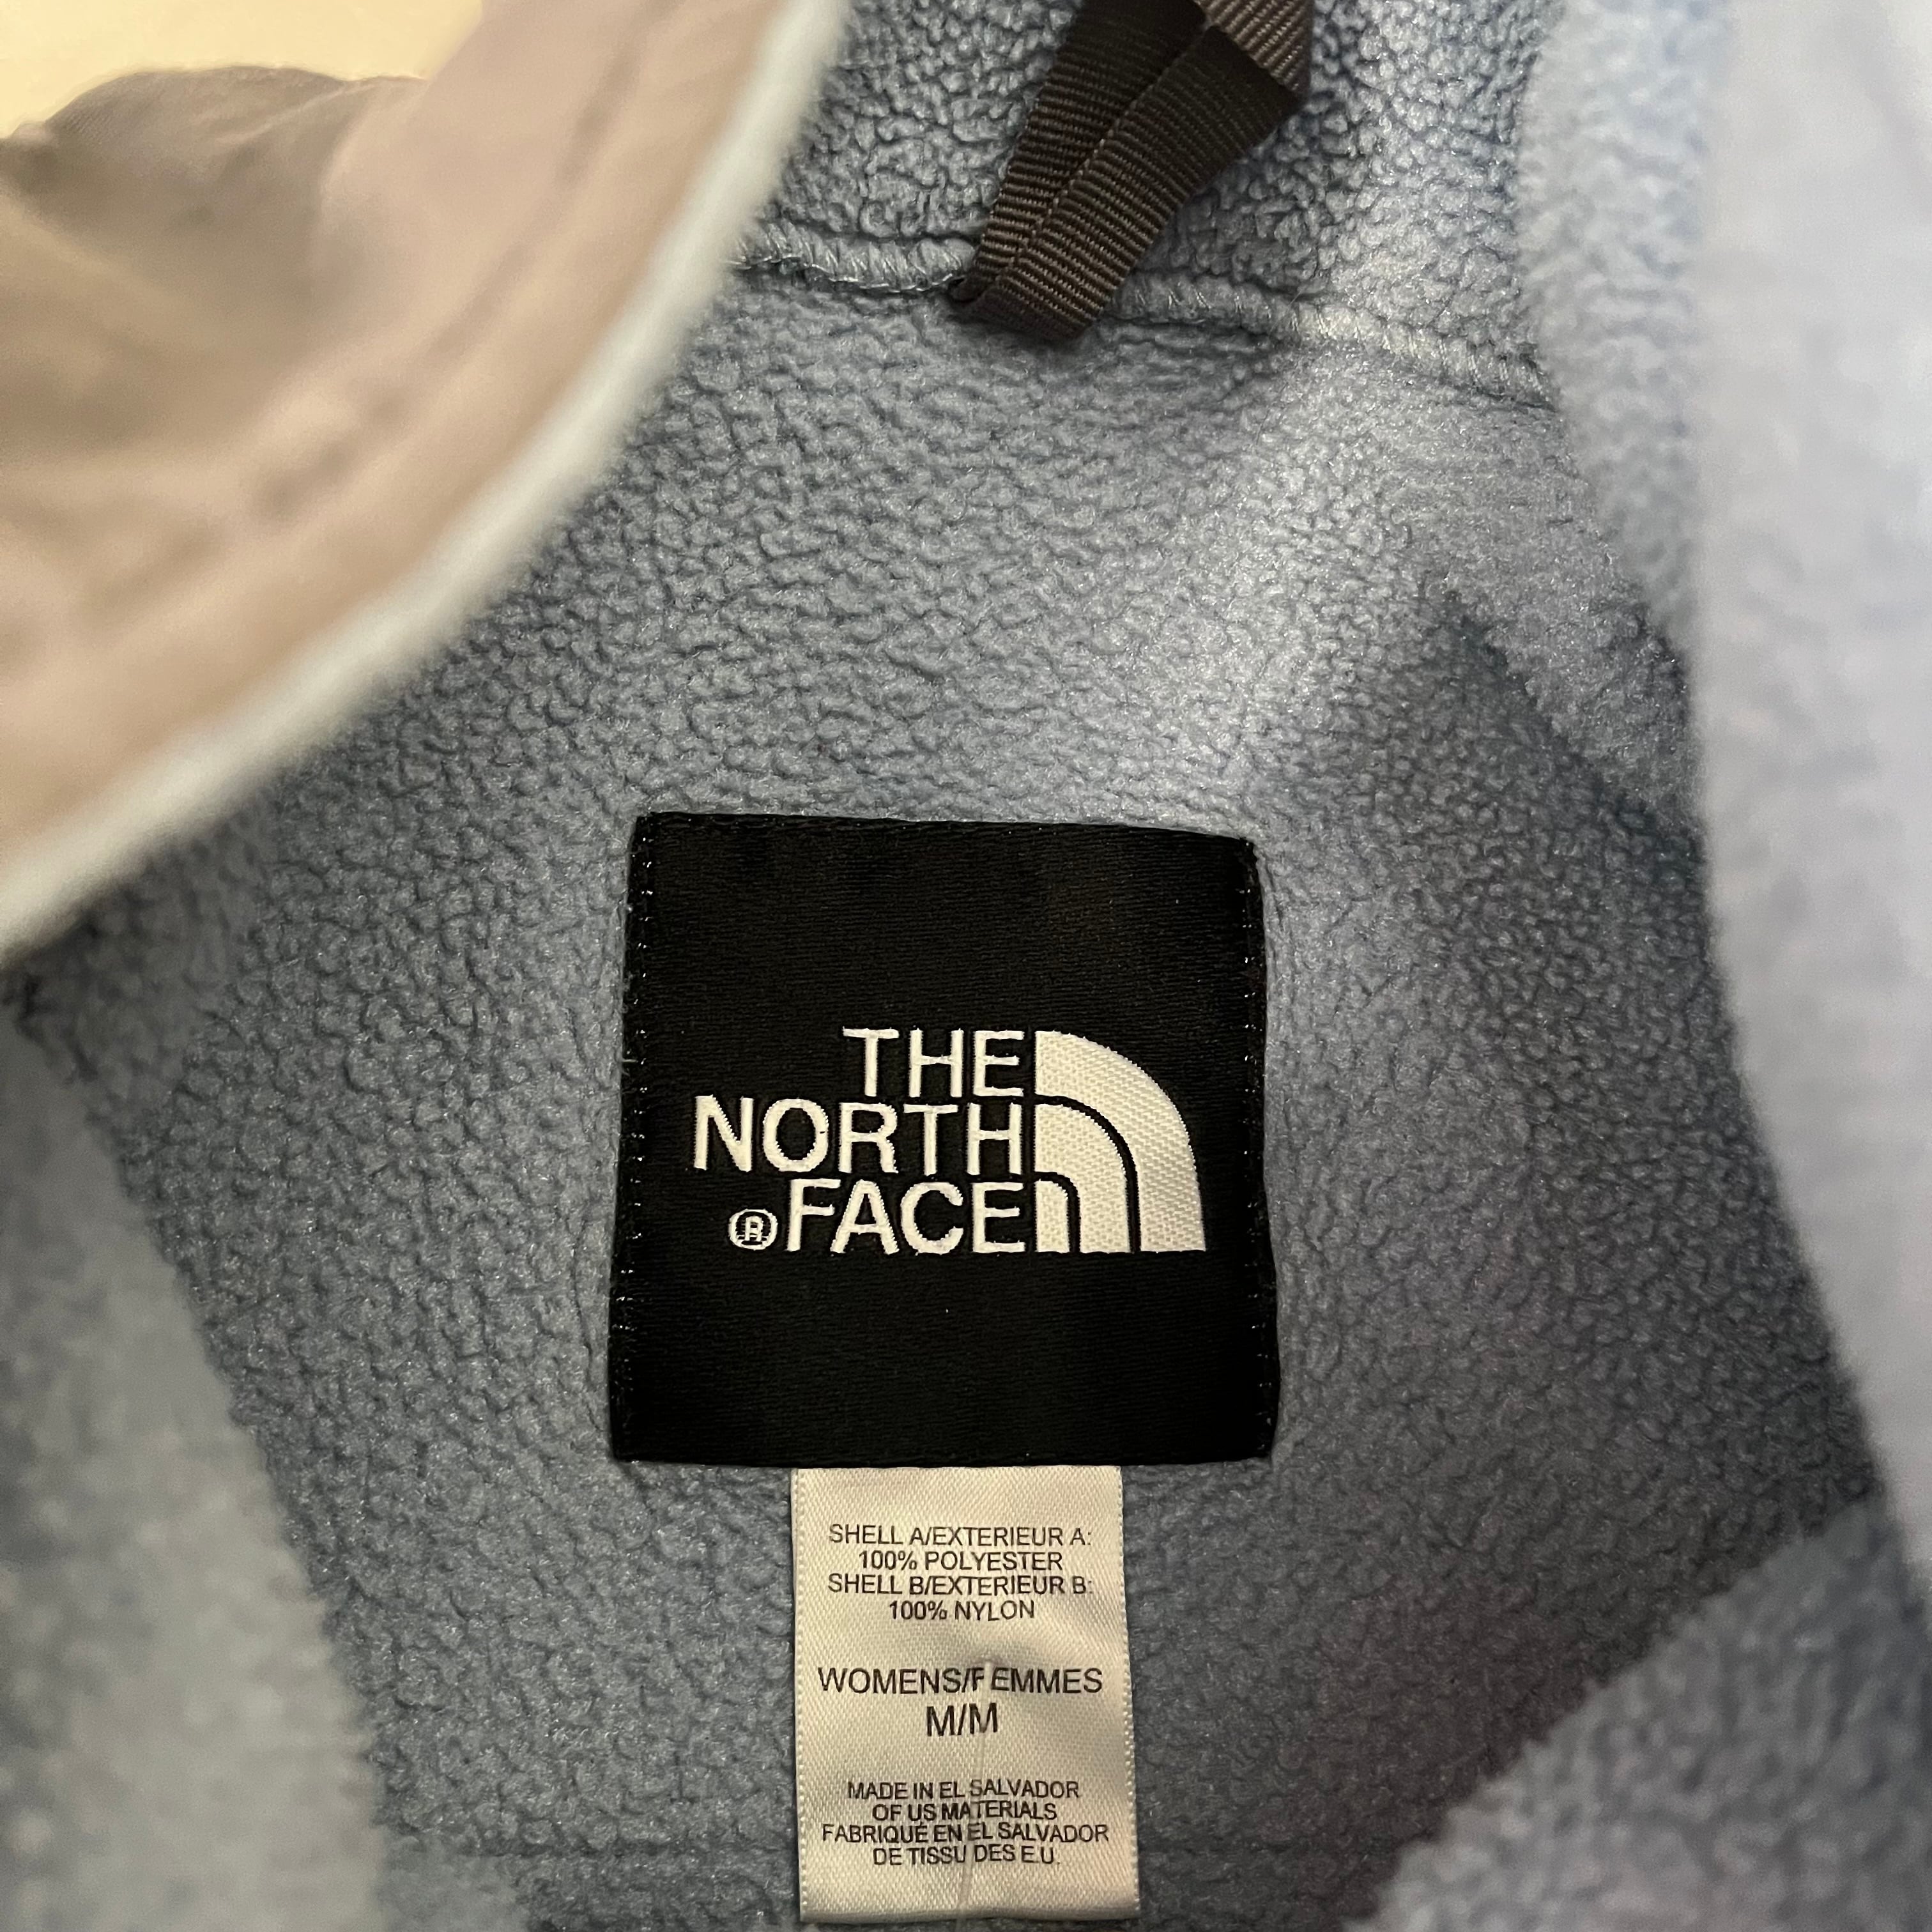 THE
NORTH
®FACE
SHELL A/EXTERIEUR A:
100% POLYESTER
SHELL B/EXTERIEUR B:
100% NYLON
WOMENS/FEMMES
M/M
MADE IN EL SALVADOR
OF US MATERIALS
FABRIQUÉ EN EL SALVADOR
DE TISSU DES E.U.